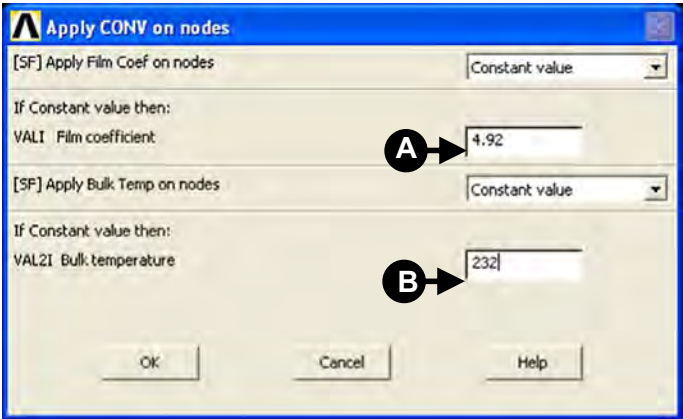 Apply CONV on nodes
[SF] Apply Film Coef on nodes Constant value
If Constant value then:
VALI Film coefficient A 4.92
[SF] Apply Bulk Temp on nodes Constant value
If Constant value then:
VAL2I Bulk temperature B 232
OK Cancel Help